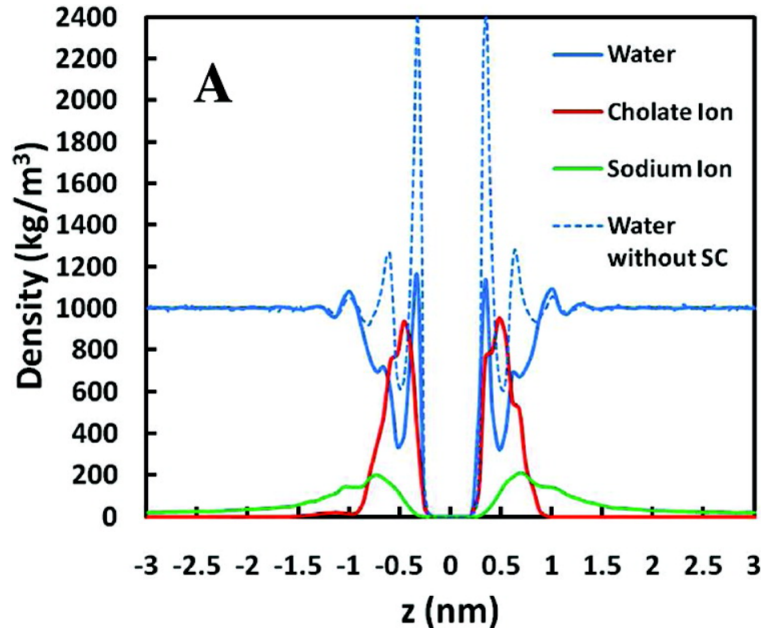 A
Water
Cholate Ion
Sodium Ion
Water
without SC
Density (kg/m³)
2400
2200
2000
1800
1600
1400
1200
1000
800
600
400
200
0
-3 -2.5 -2 -1.5 -1 -0.5 0 0.5 1 1.5 2 2.5 3
z (nm)